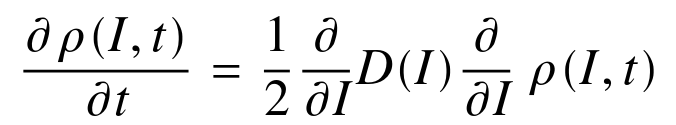 ∂ρ(I, t)/∂t = 1/2 ∂/∂I D(I) ∂/∂I ρ(I, t)